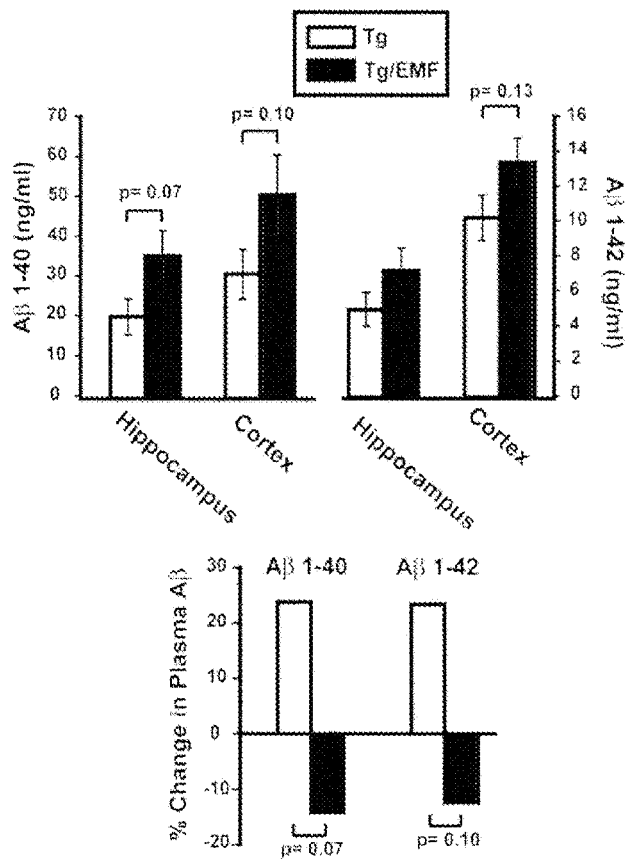 Tg
Tg/EMF
Aβ 1-40 (ng/ml)
70
60
50
40
30
20
10
0
p= 0.07
p= 0.10
Hippocampus
Cortex
p= 0.13
16
14
12
10
8
6
4
2
0
Aβ 1-42 (ng/ml)
Hippocampus
Cortex
% Change in Plasma Aβ
30
20
10
0
-10
-20
Aβ 1-40
Aβ 1-42
p= 0.07
p= 0.10